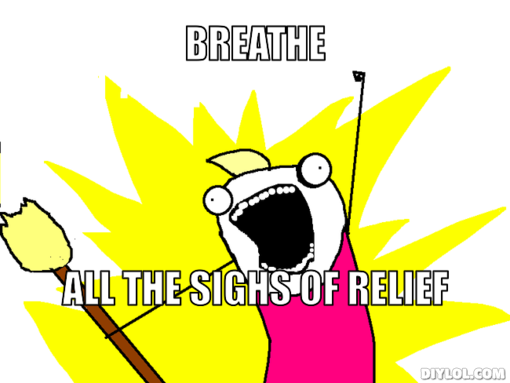 BREATHE
ALL THE SIGHS OF RELIEF
DIYLOL.COM